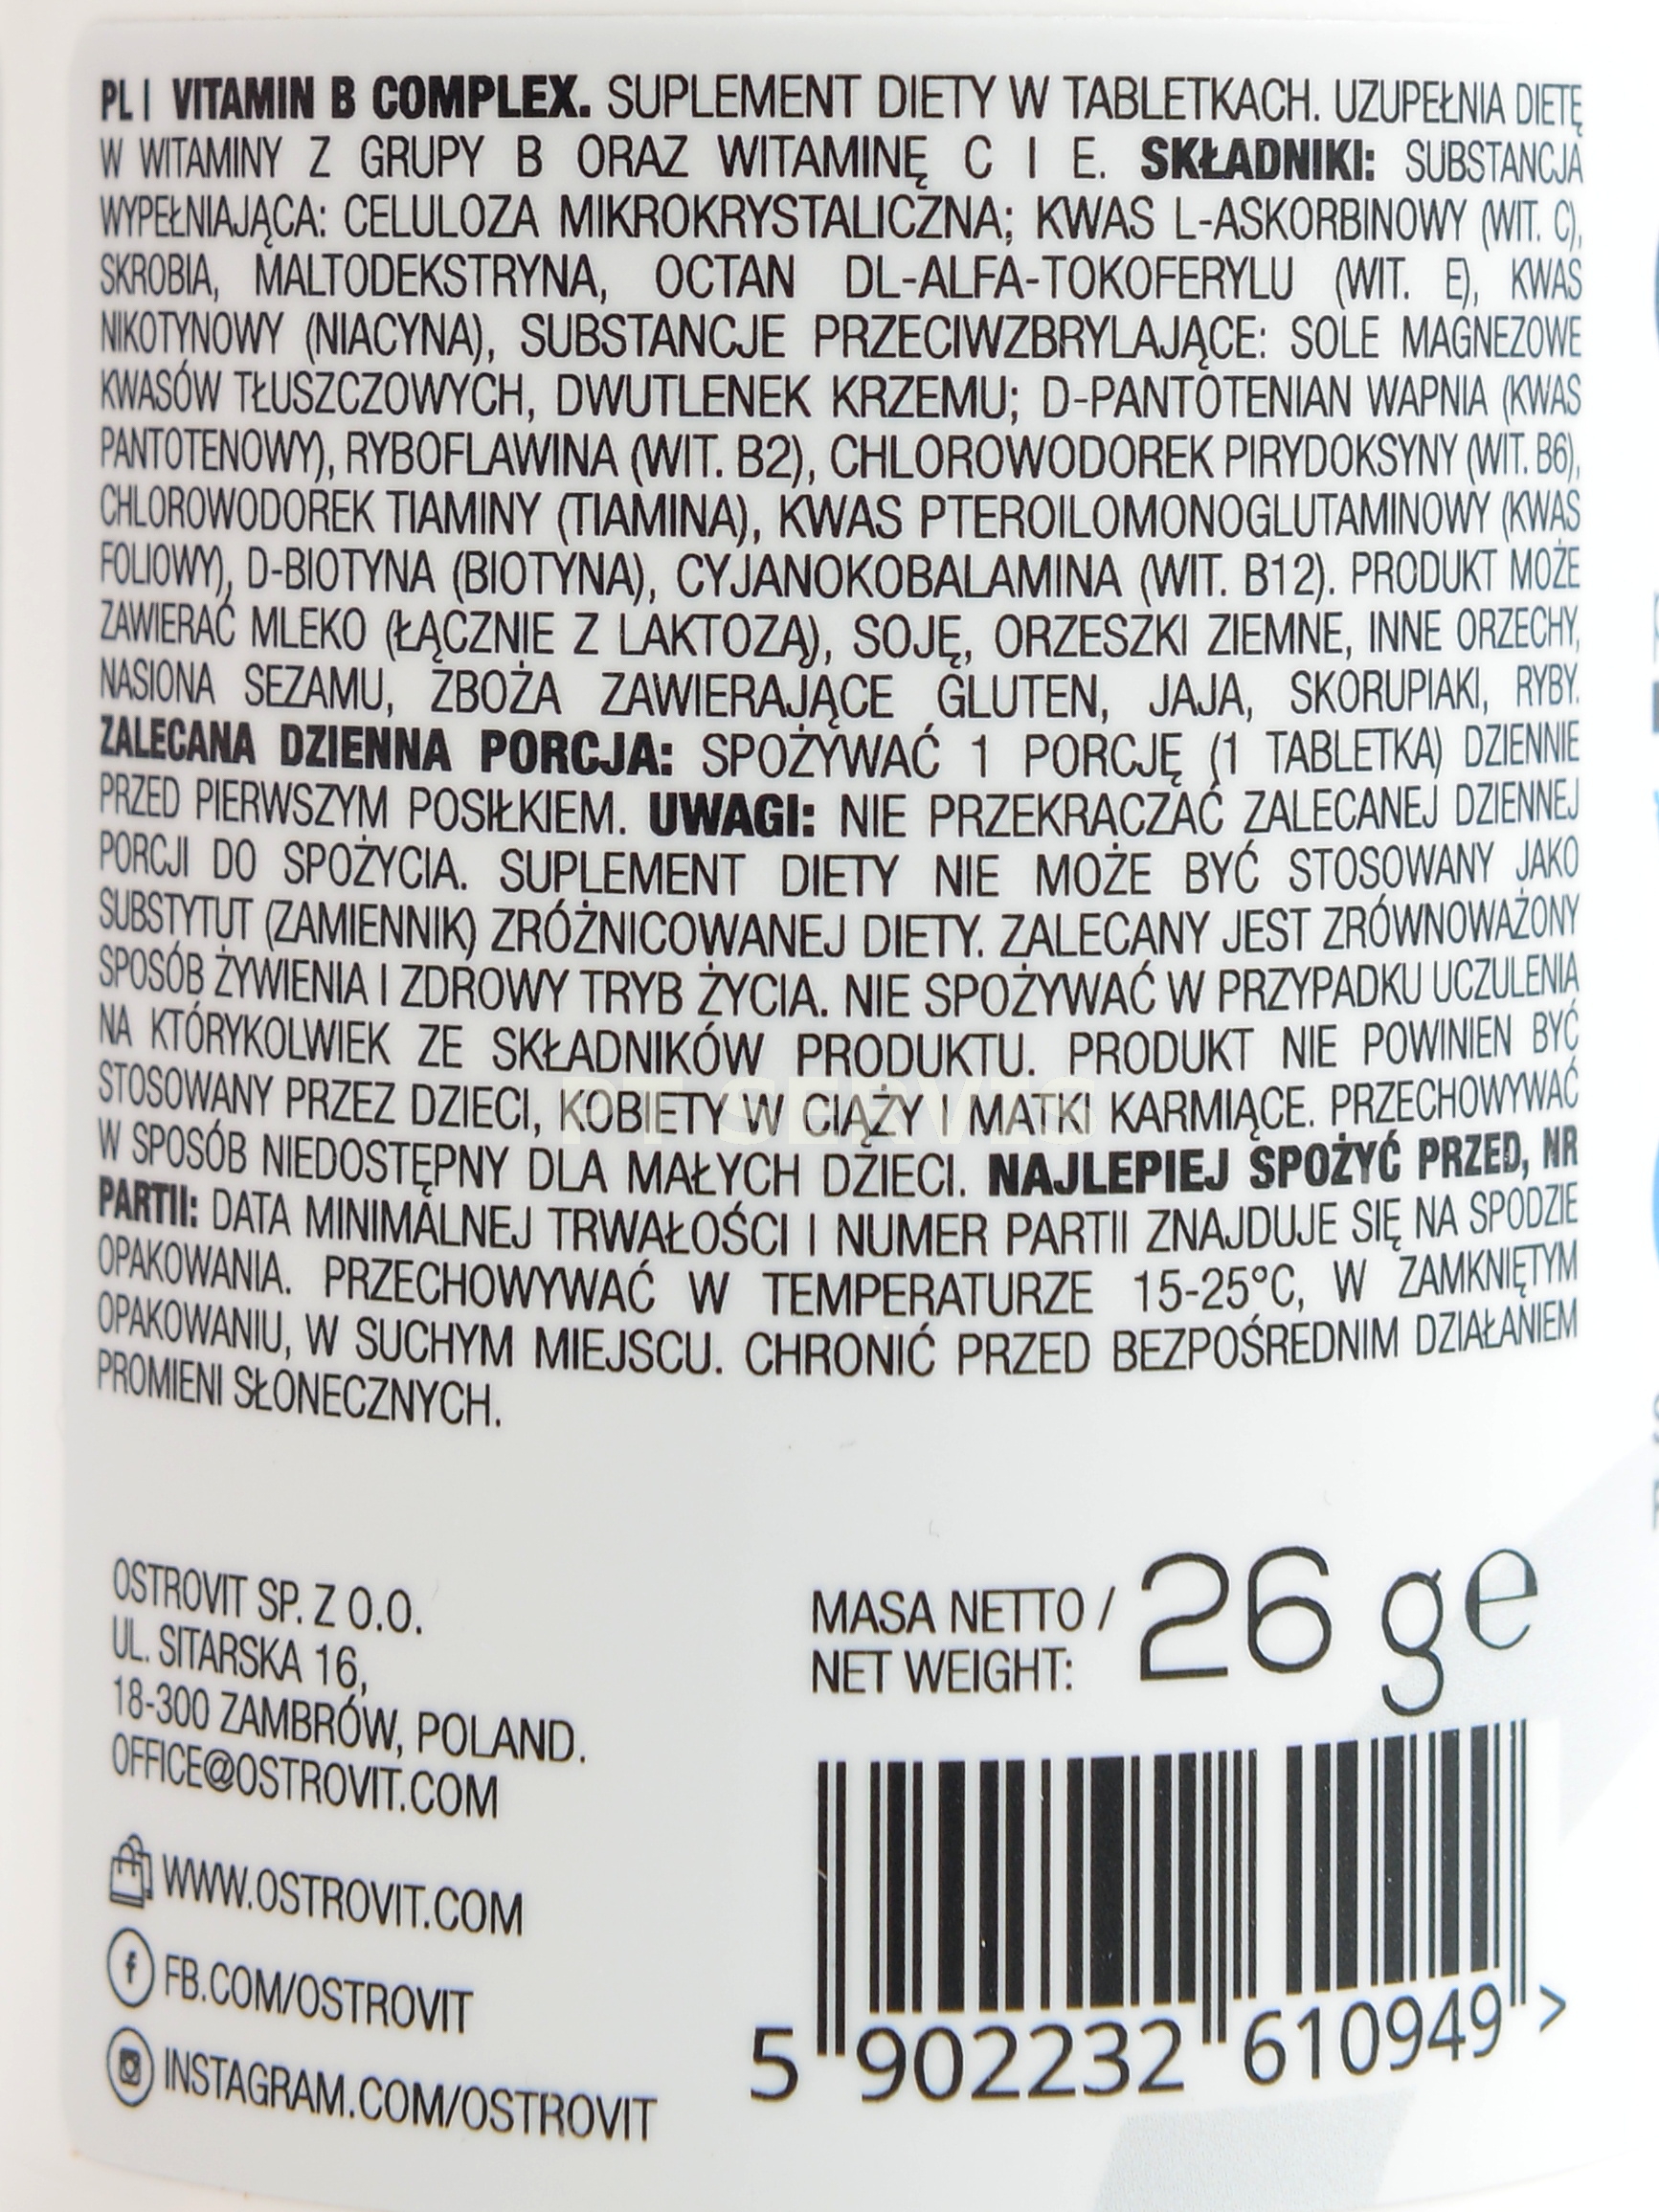 PL | VITAMIN B COMPLEX. SUPLEMENT DIETY W TABLETKACH. UZUPEŁNIA DIETĘ
W WITAMINY Z GRUPY B ORAZ WITAMINĘ C I E. SKŁADNIKI: SUBSTANCJA
WYPEŁNIAJĄCA: CELULOZA MIKROKRYSTALICZNA; KWAS L-ASKORBINOWY (WIT. C),
SKROBIA, MALTODEKSTRYNA, OCTAN DL-ALFA-TOKOFERYLU (WIT. E), KWAS
NIKOTYNOWY (NIACYNA), SUBSTANCJE PRZECIWZBRYLAJĄCE: SOLE MAGNEZOWE
KWASÓW TŁUSZCZOWYCH, DWUTLENEK KRZEMU; D-PANTOTENIAN WAPNIA (KWAS
PANTOTENOWY), RYBOFLAWINA (WIT. B2), CHLOROWODOREK PIRYDOKSYNY (WIT. B6),
CHLOROWODOREK TIAMINY (TIAMINA), KWAS PTEROILOMONOGLUTAMINOWY (KWAS
FOLIOWY), D-BIOTYNA (BIOTYNA), CYJANOKOBALAMINA (WIT. B12). PRODUKT MOŻE
ZAWIERAĆ MLEKO (ŁĄCZNIE Z LAKTOZĄ), SOJĘ, ORZESZKI ZIEMNE, INNE ORZECHY,
NASIONA SEZAMU, ZBOŻA ZAWIERAJĄCE GLUTEN, JAJA, SKORUPIAKI, RYBY.
ZALECANA DZIENNA PORCJA: SPOŻYWAĆ 1 PORCJĘ (1 TABLETKA) DZIENNIE
PRZED PIERWSZYM POSIŁKIEM. UWAGI: NIE PRZEKRACZAĆ ZALECANEJ DZIENNEJ
PORCJI DO SPOŻYCIA. SUPLEMENT DIETY NIE MOŻE BYĆ STOSOWANY JAKO
SUBSTYTUT (ZAMIENNIK) ZRÓŻNICOWANEJ DIETY. ZALECANY JEST ZRÓWNOWAŻONY
SPOSÓB ŻYWIENIA I ZDROWY TRYB ŻYCIA. NIE SPOŻYWAĆ W PRZYPADKU UCZULENIA
NA KTÓRYKOLWIEK ZE SKŁADNIKÓW PRODUKTU. PRODUKT NIE POWINIEN BYĆ
STOSOWANY PRZEZ DZIECI, KOBIETY W CIĄŻY I MATKI KARMIĄCE. PRZECHOWYWAĆ
PT SERVIS
W SPOSÓB NIEDOSTĘPNY DLA MAŁYCH DZIECI. NAJLEPIEJ SPOŻYĆ PRZED, NR
PARTII: DATA MINIMALNEJ TRWAŁOŚCI I NUMER PARTII ZNAJDUJE SIĘ NA SPODZIE
OPAKOWANIA. PRZECHOWYWAĆ W TEMPERATURZE 15-25°C, W ZAMKNIĘTYM
OPAKOWANIU, W SUCHYM MIEJSCU. CHRONIĆ PRZED BEZPOŚREDNIM DZIAŁANIEM
PROMIENI SŁONECZNYCH.
OSTROVIT SP. Z O.O.
UL. SITARSKA 16,
18-300 ZAMBRÓW, POLAND.
OFFICE@OSTROVIT.COM
WWW.OSTROVIT.COM
FB.COM/OSTROVIT
INSTAGRAM.COM/OSTROVIT
MASA NETTO /
NET WEIGHT:
26 g e
5 902232 610949 >